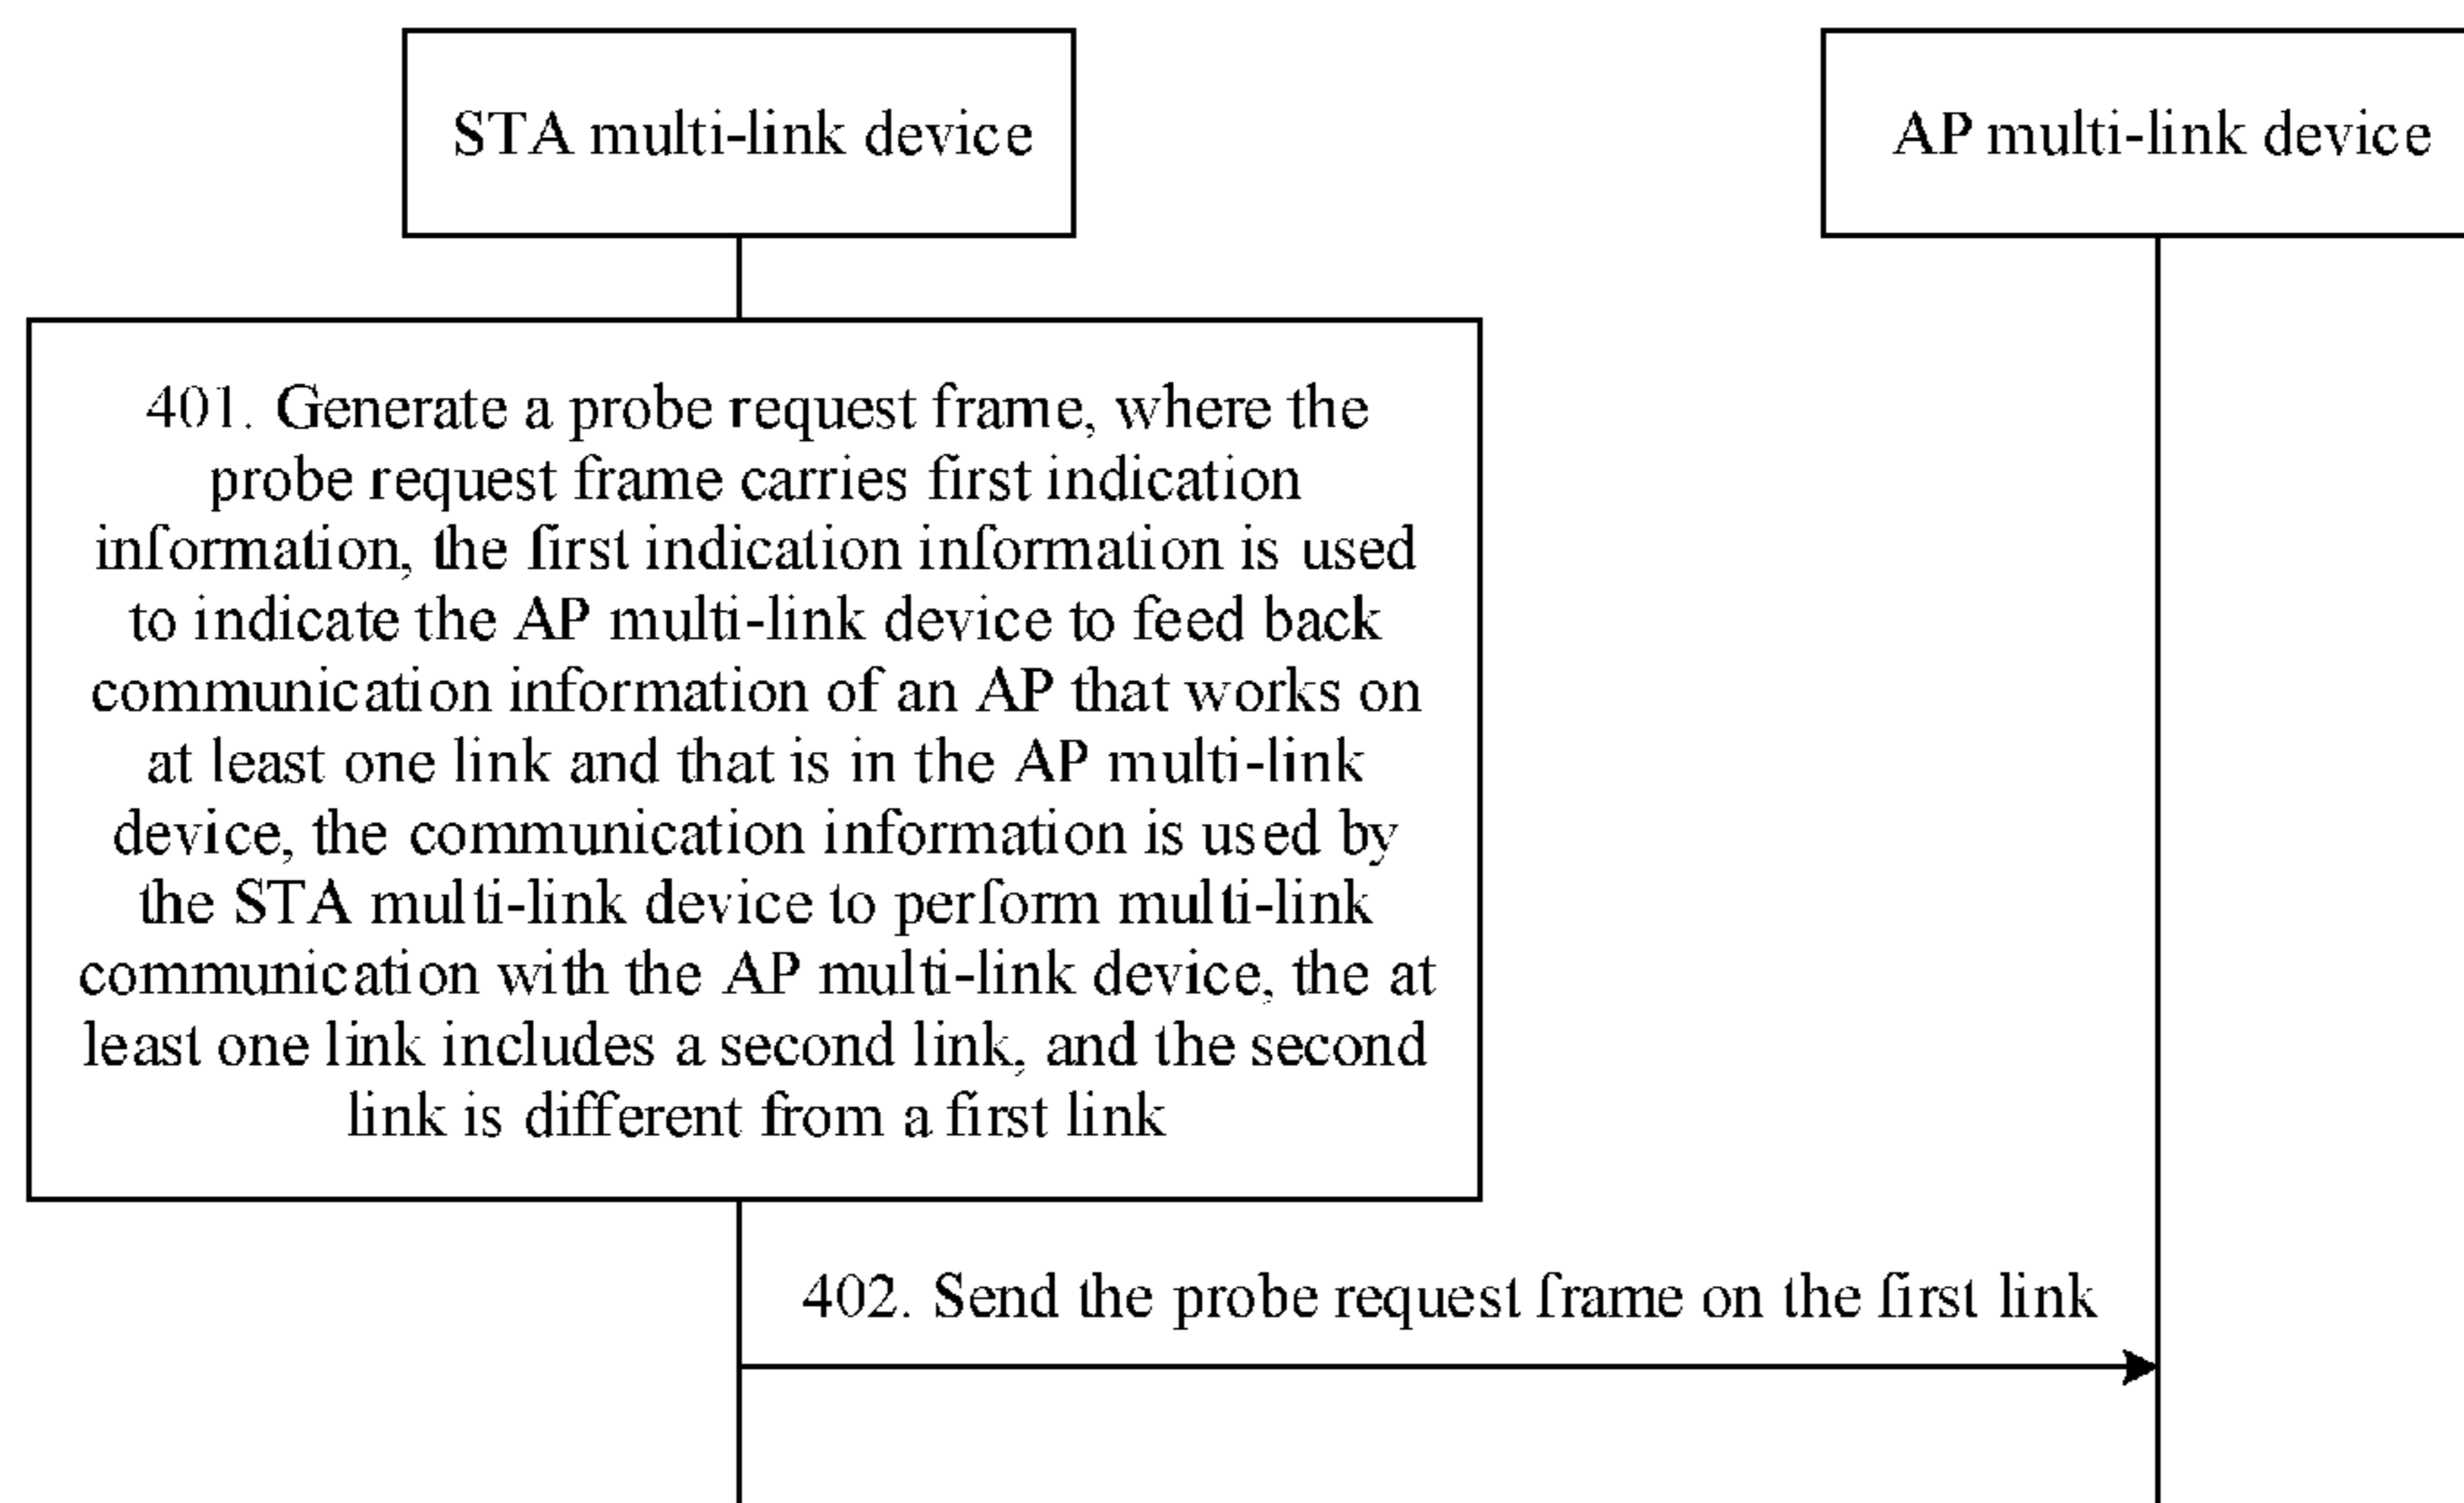 STA multi-link device
AP multi-link device
401. Generate a probe request frame, where the
probe request frame carries first indication
information, the first indication information is used
to indicate the AP multi-link device to feed back
communication information of an AP that works on
at least one link and that is in the AP multi-link
device, the communication information is used by
the STA multi-link device to perform multi-link
communication with the AP multi-link device, the at
least one link includes a second link, and the second
link is different from a first link
402. Send the probe request frame on the first link